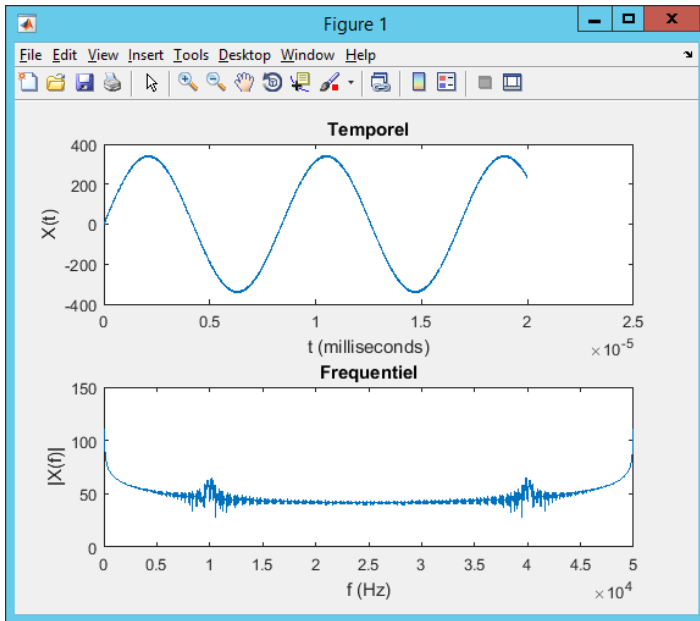 Figure 1
File Edit View Insert Tools Desktop Window Help
Temporel
400
200
0
-200
-400
X(t)
0 0.5 1 1.5 2 2.5
t (milliseconds)
×10-5
Frequentiel
150
100
50
0
|X(f)|
0 0.5 1 1.5 2 2.5 3 3.5 4 4.5 5
f (Hz)
×104